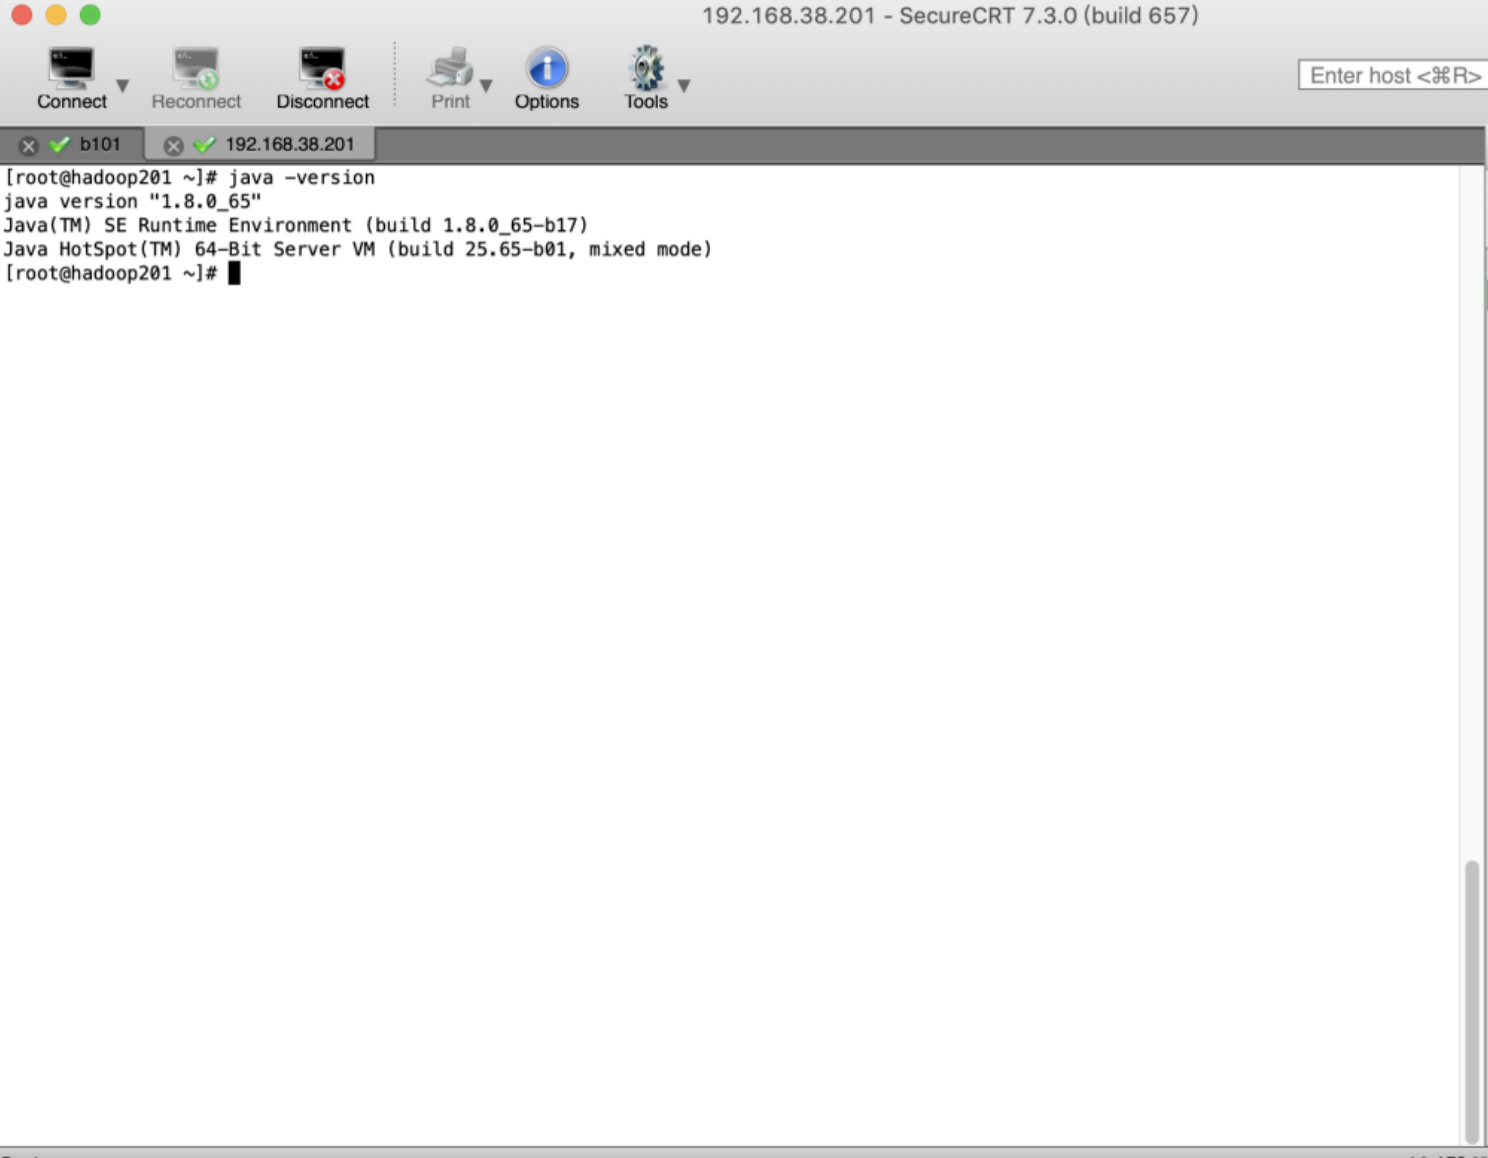 192.168.38.201 - SecureCRT 7.3.0 (build 657)
Connect Reconnect Disconnect Print Options Tools
Enter host <⌘R>
b101 192.168.38.201
[root@hadoop201 ~]# java -version
java version "1.8.0_65"
Java(TM) SE Runtime Environment (build 1.8.0_65-b17)
Java HotSpot(TM) 64-Bit Server VM (build 25.65-b01, mixed mode)
[root@hadoop201 ~]#